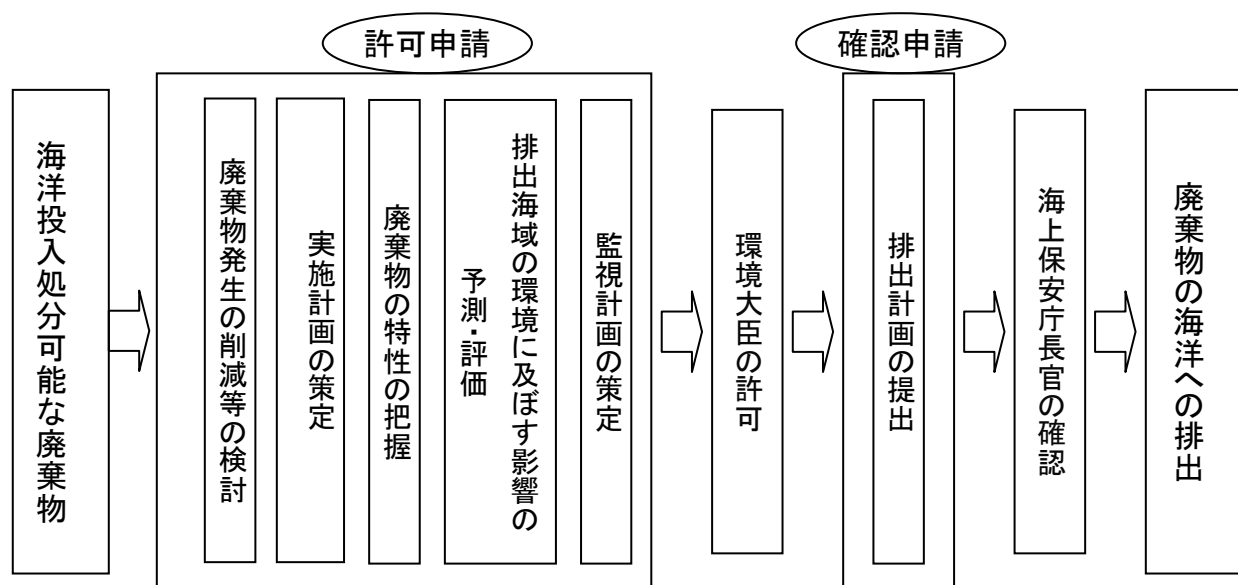 許可申請
確認申請
海洋投入処分可能な廃棄物
廃棄物発生の削減等の検討
実施計画の策定
廃棄物の特性の把握
排出海域の環境に及ぼす影響の
予測・評価
監視計画の策定
環境大臣の許可
排出計画の提出
海上保安庁長官の確認
廃棄物の海洋への排出